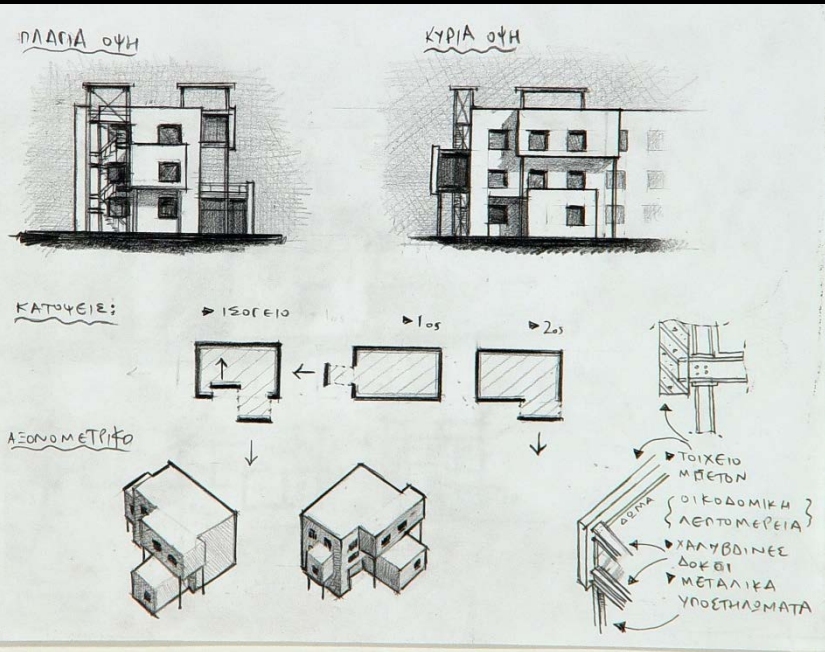 ΠΛΑΓΙΑ ΟΨΗ
ΚΥΡΙΑ ΟΨΗ
ΚΑΤΟΨΕΙΣ:
ΙΣΟΓΕΙΟ
1ος
2ος
ΑΞΟΝΟΜΕΤΡΙΚΟ
ΤΟΙΧΕΙΟ
ΜΠΕΤΟΝ
ΔΩΜΑ
ΟΙΚΟΔΟΜΙΚΗ
ΛΕΠΤΟΜΕΡΕΙΑ
ΧΑΛΥΒΔΙΝΕΣ
ΔΟΚΟΙ
ΜΕΤΑΛΙΚΑ
ΥΠΟΣΤΗΛΩΜΑΤΑ